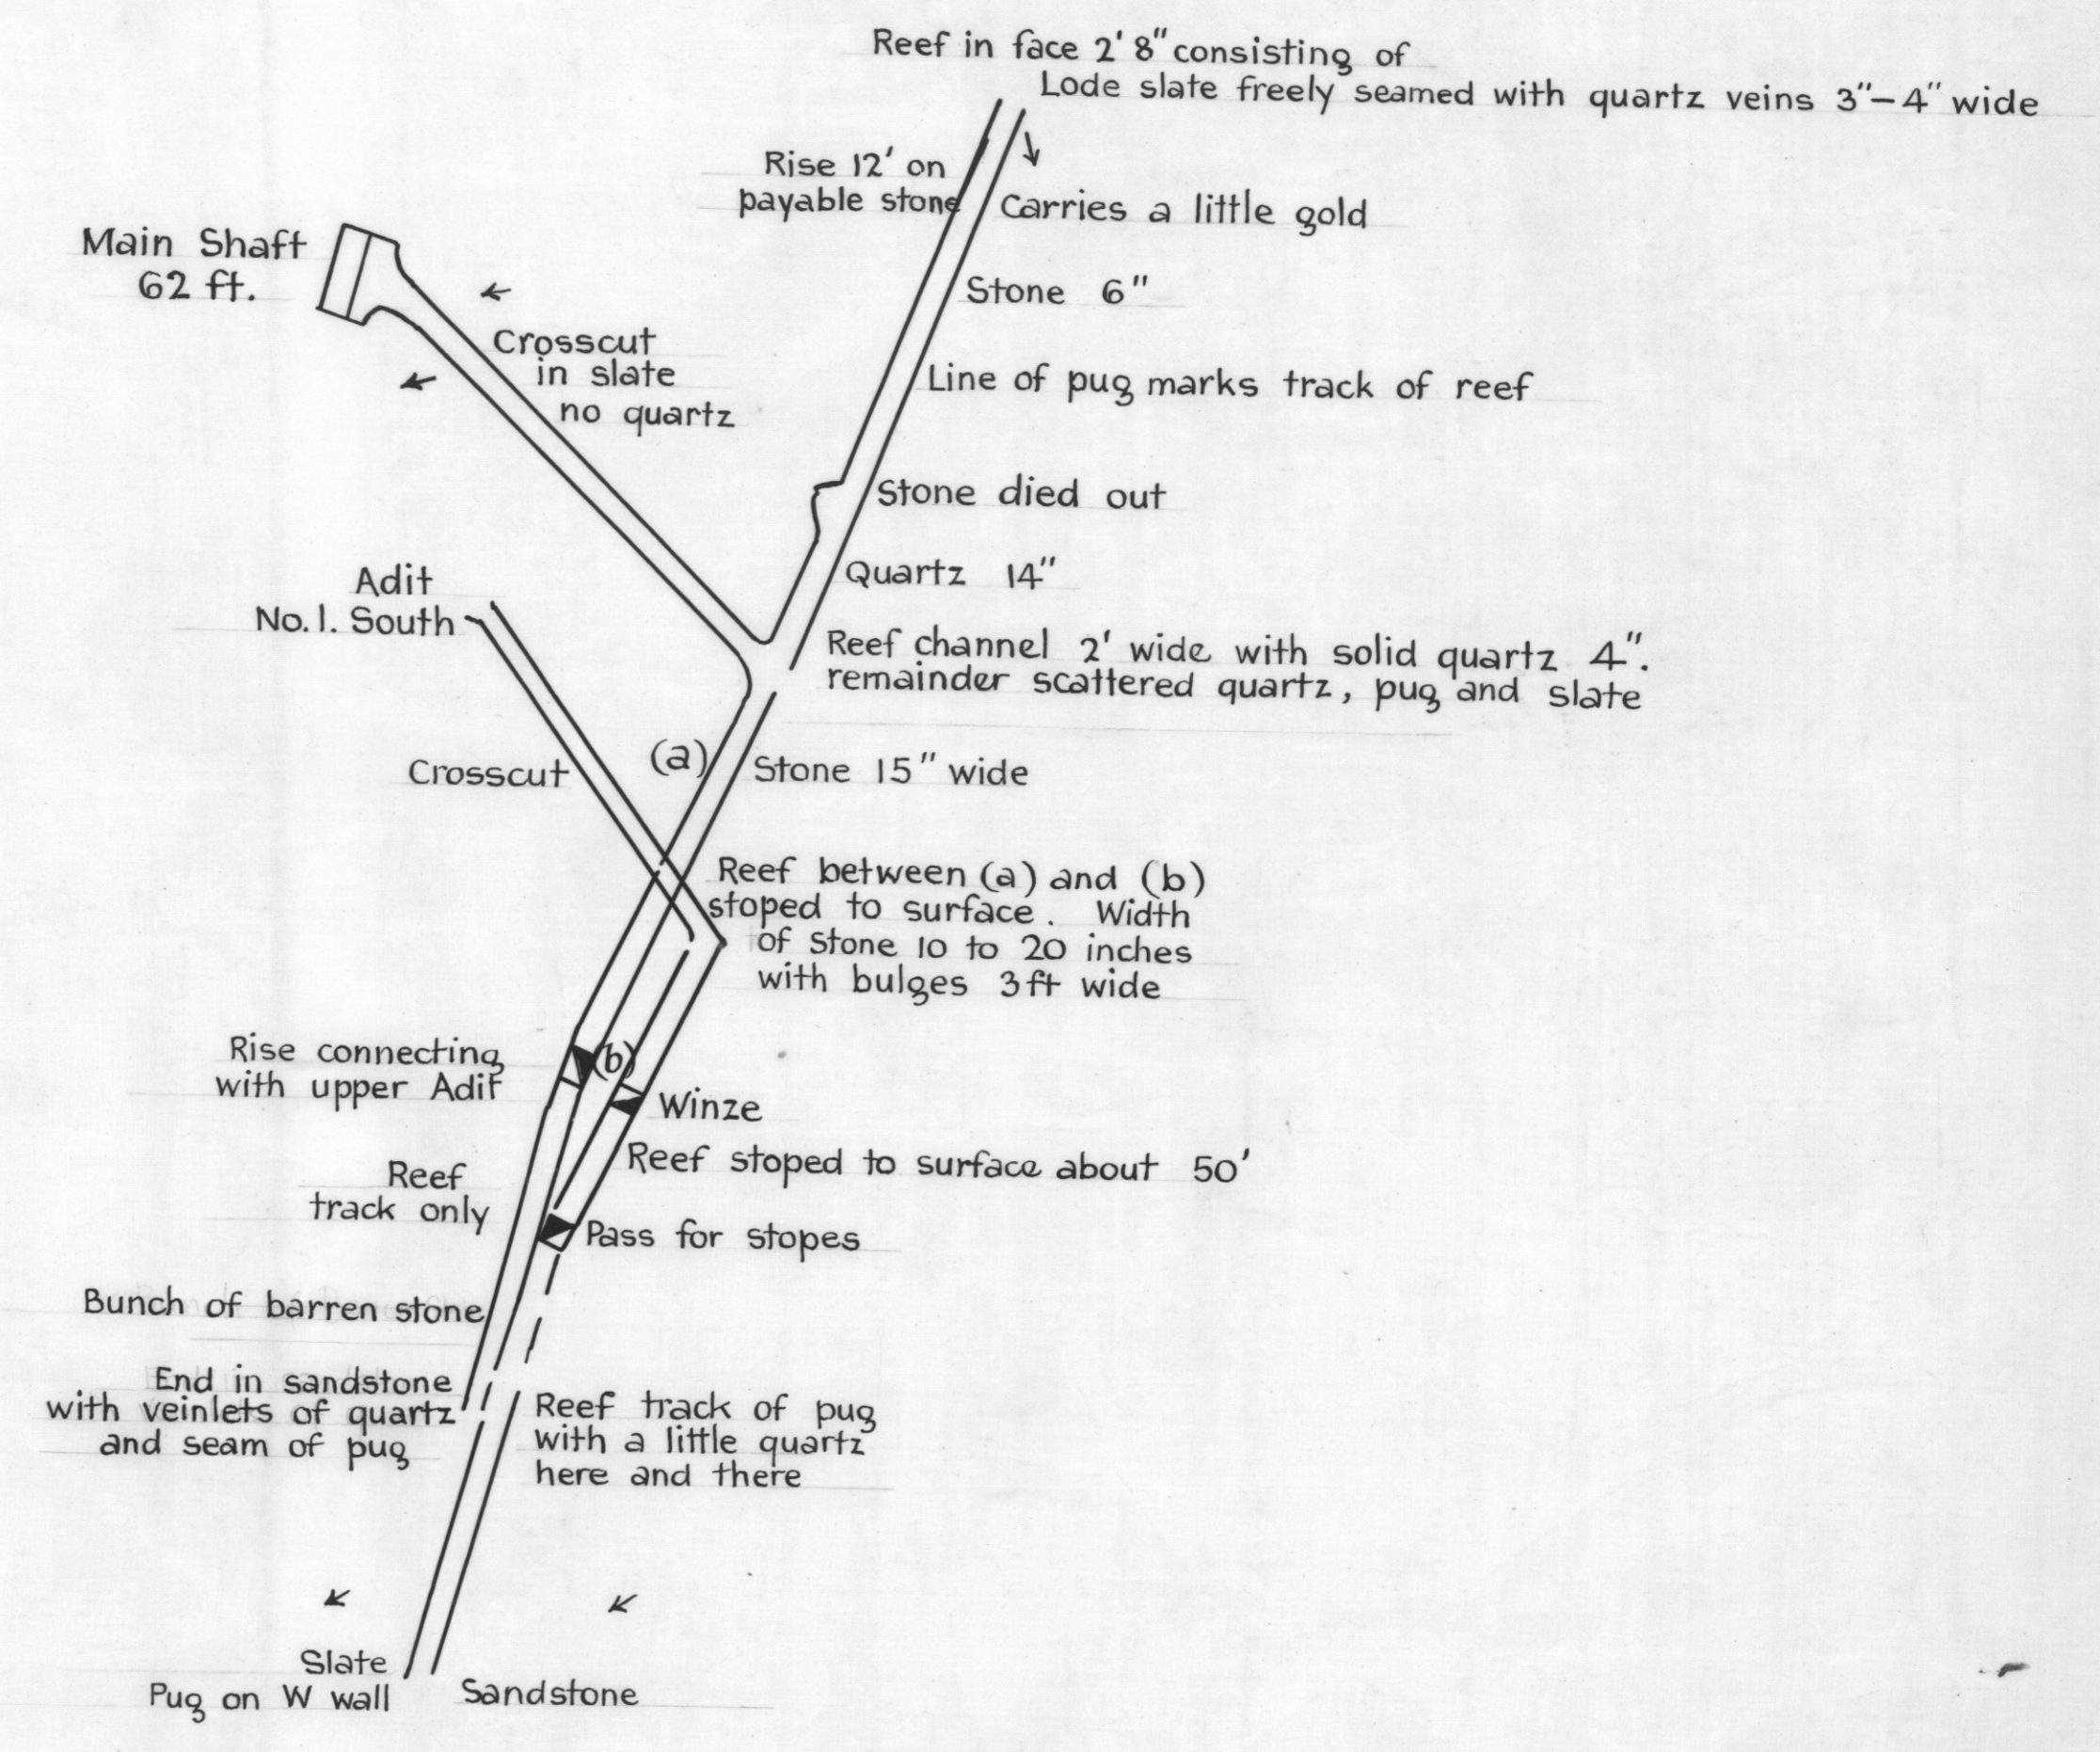 Reef in face 2' 8" consisting of
Lode slate freely seamed with quartz veins 3"–4" wide
Rise 12' on
payable stone
Carries a little gold
Main Shaft
62 ft.
Stone 6"
Crosscut
in slate
no quartz
Line of pug marks track of reef
Stone died out
Quartz 14"
Adit
No. 1. South
Reef channel 2' wide with solid quartz 4".
remainder scattered quartz, pug and slate
(a)
Stone 15" wide
Crosscut
Reef between (a) and (b)
stoped to surface. Width
of stone 10 to 20 inches
with bulges 3 ft wide
Rise connecting
with upper Adit
(b)
Winze
Reef stoped to surface about 50'
Reef
track only
Pass for stopes
Bunch of barren stone
End in sandstone
with veinlets of quartz
and seam of pug
Reef track of pug
with a little quartz
here and there
Slate
Pug on W wall
Sandstone